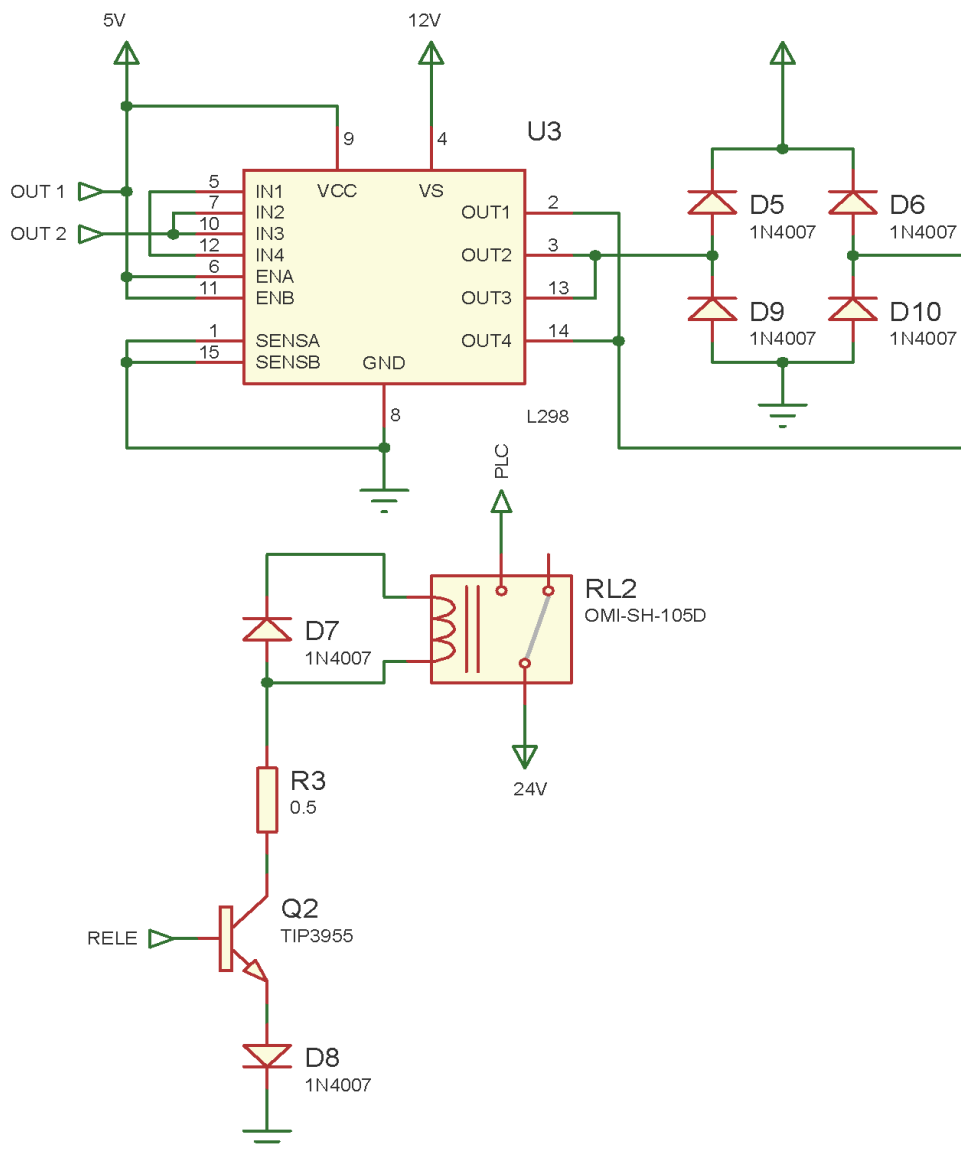 5V
12V
U3
9
4
OUT 1
OUT 2
5
7
10
12
6
11
1
15
IN1
IN2
IN3
IN4
ENA
ENB
SENSA
SENSB
VCC
VS
GND
OUT1
OUT2
OUT3
OUT4
2
3
13
14
8
L298
D5
1N4007
D6
1N4007
D9
1N4007
D10
1N4007
PLC
RL2
OMI-SH-105D
24V
D7
1N4007
R3
0.5
Q2
TIP3955
RELE
D8
1N4007